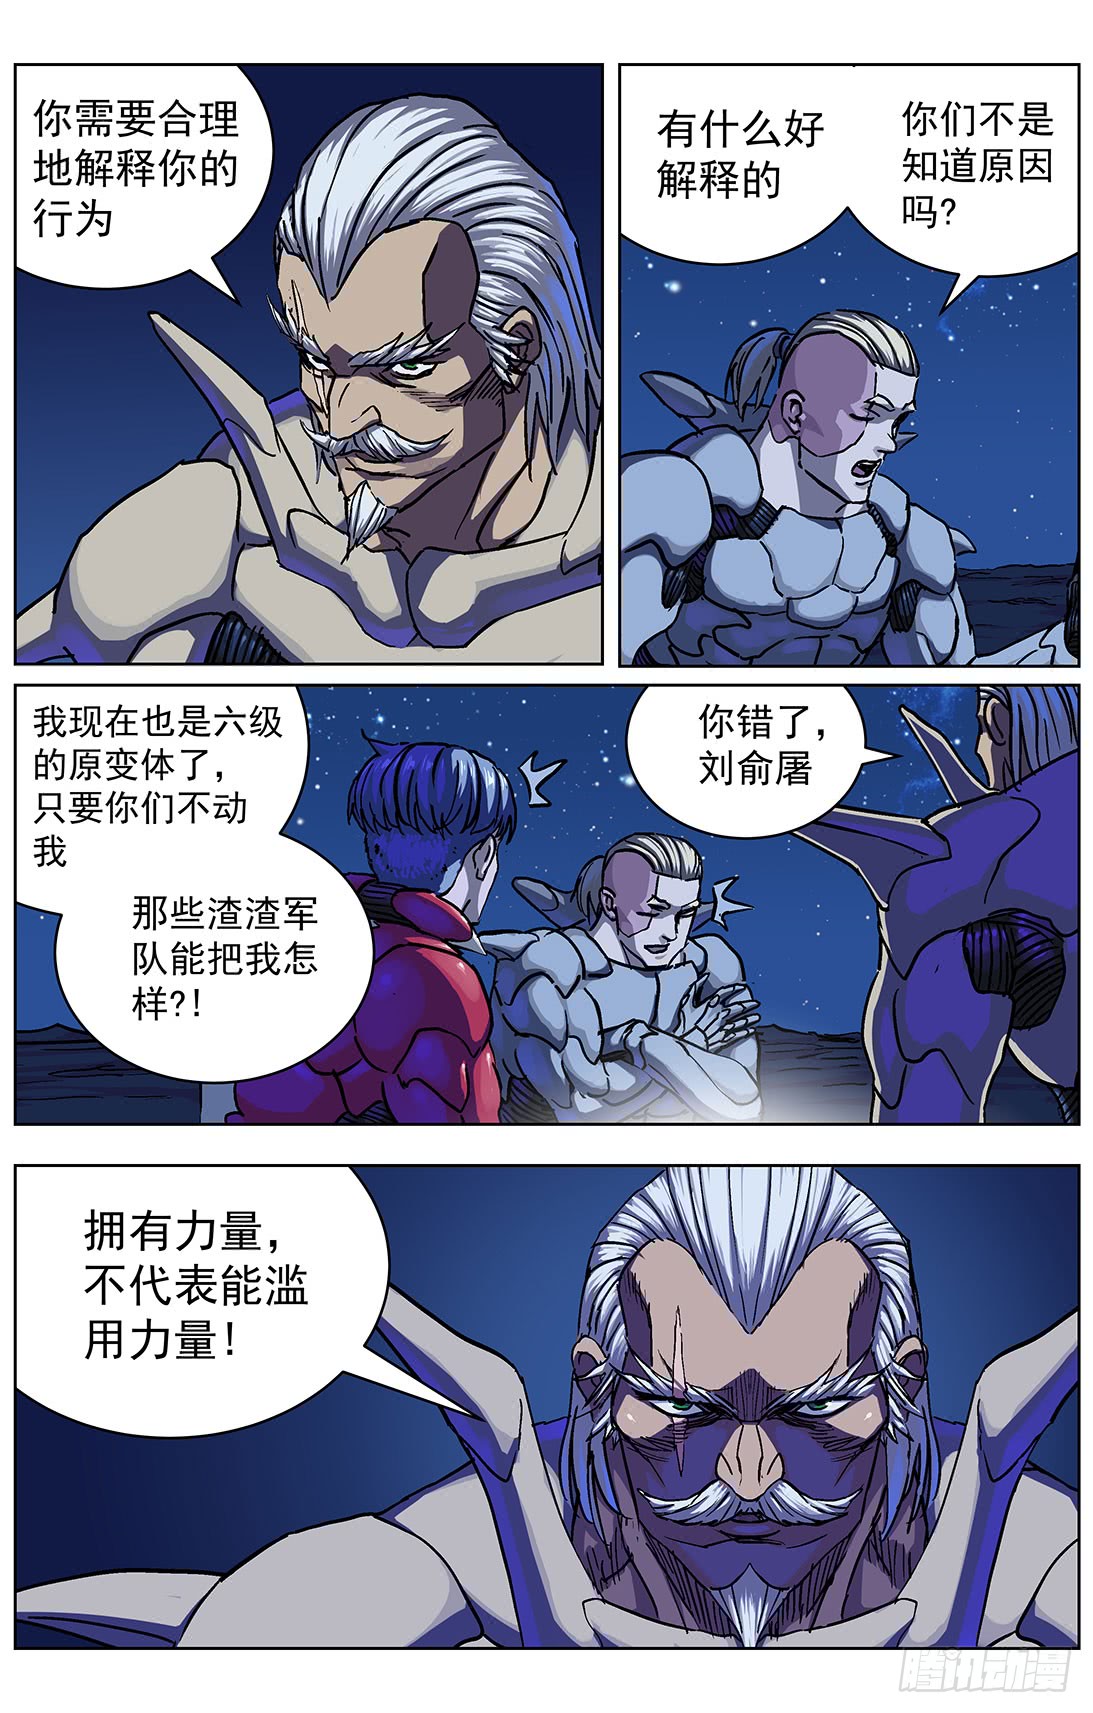 你需要合理
地解释你的
行为
有什么好
解释的
你们不是
知道原因
吗?
我现在也是六级
的原变体了,
只要你们不动
我
那些渣渣军
队能把我怎
样?!
你错了,
刘俞屠
拥有力量,
不代表能滥
用力量!
腾讯动漫